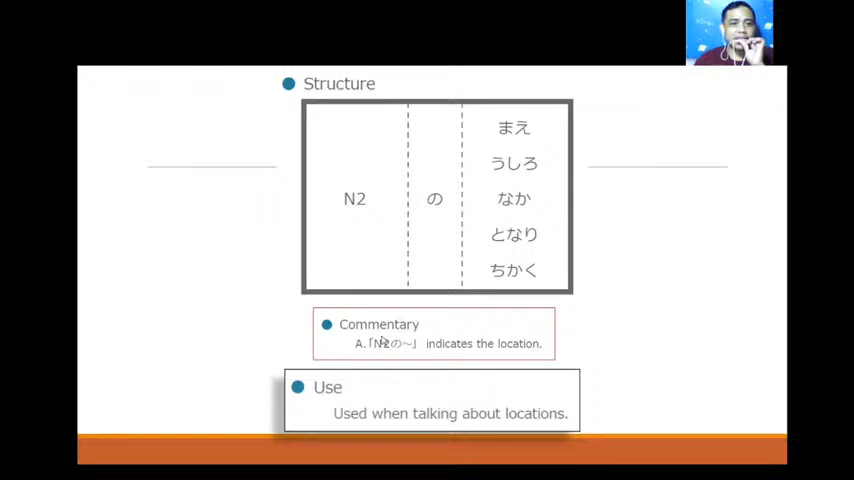 Structure
N2
の
まえ
うしろ
なか
となり
ちかく
Commentary
A.「N2の～」 indicates the location.
Use
Used when talking about locations.